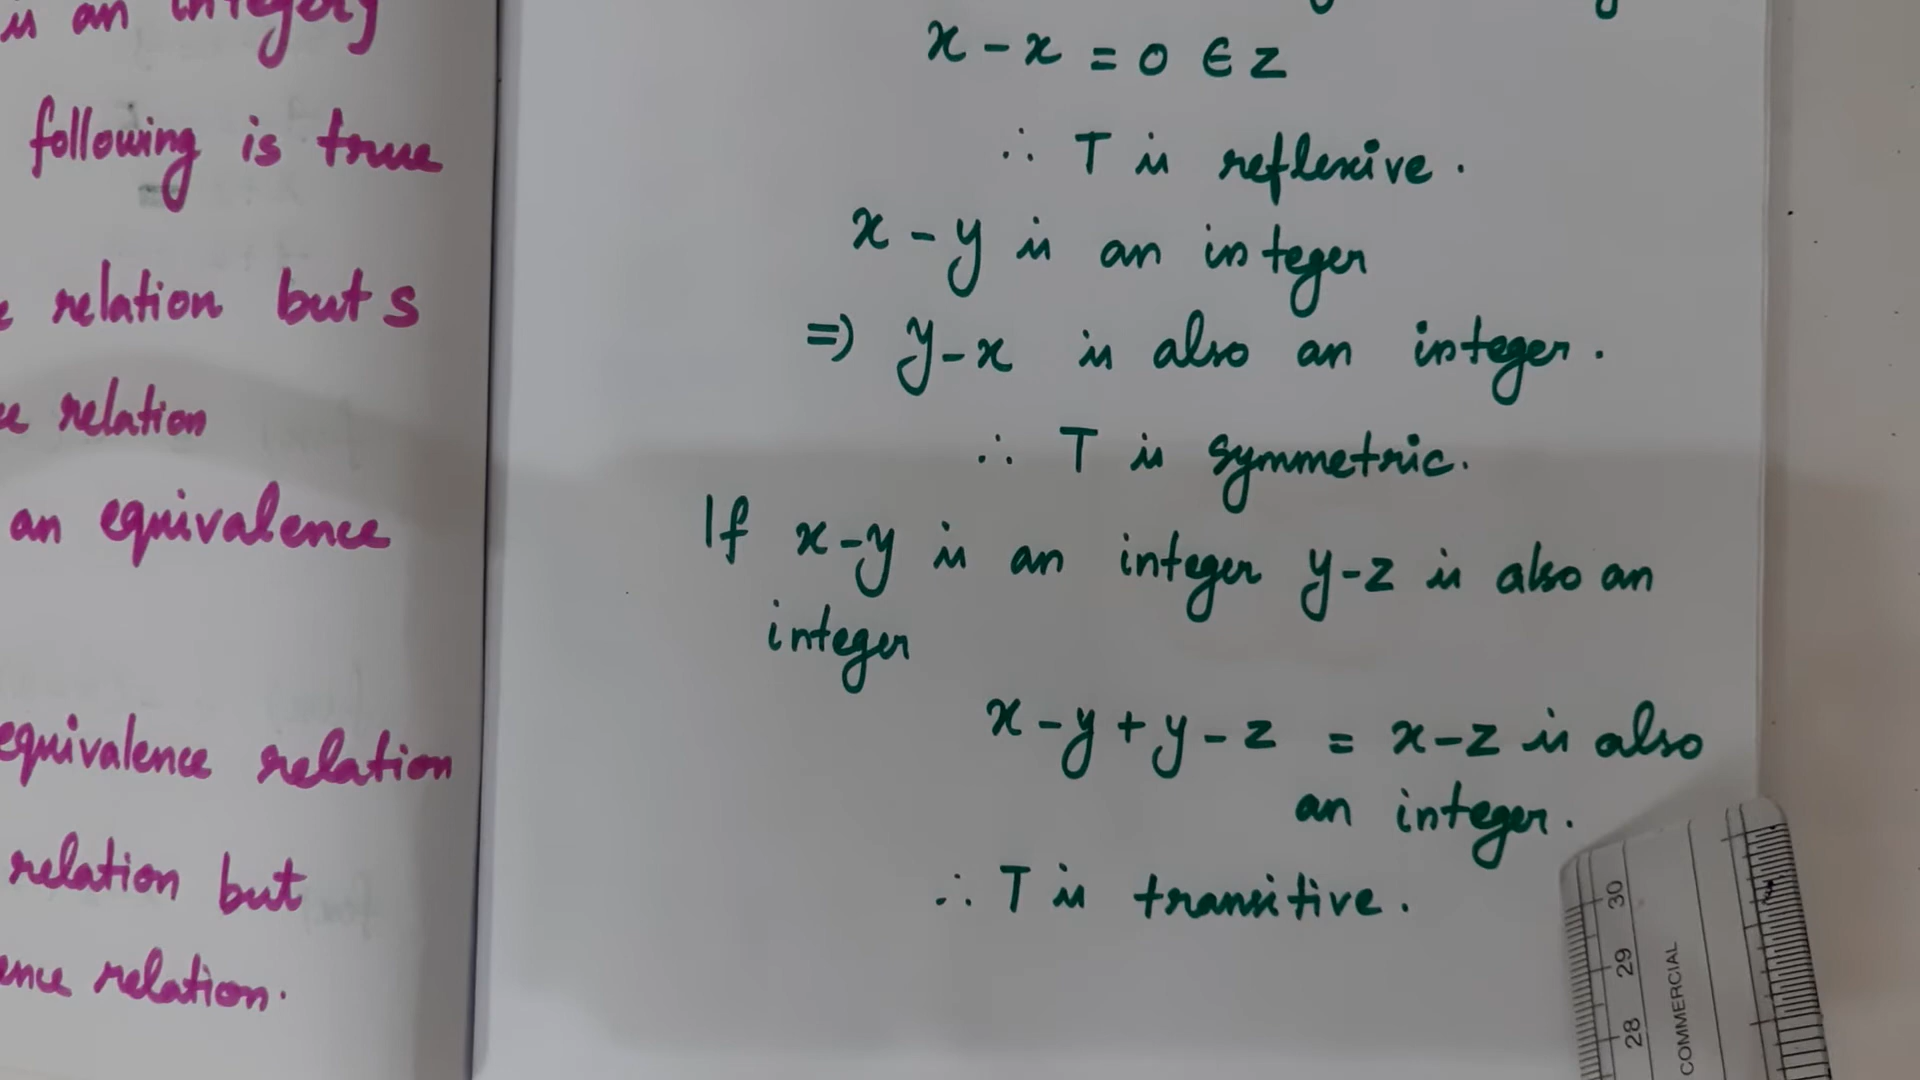 is an integer}
following is true
relation but s
relation
an equivalence
equivalence relation
relation but
relation.
x - x = 0 ∈ z
∴ T is reflexive.
x - y is an integer
⇒ y - x is also an integer.
∴ T is symmetric.
If x - y is an integer y - z is also an
integer
x - y + y - z = x - z is also
an integer.
∴ T is transitive.
30
29
28
COMMERCIAL